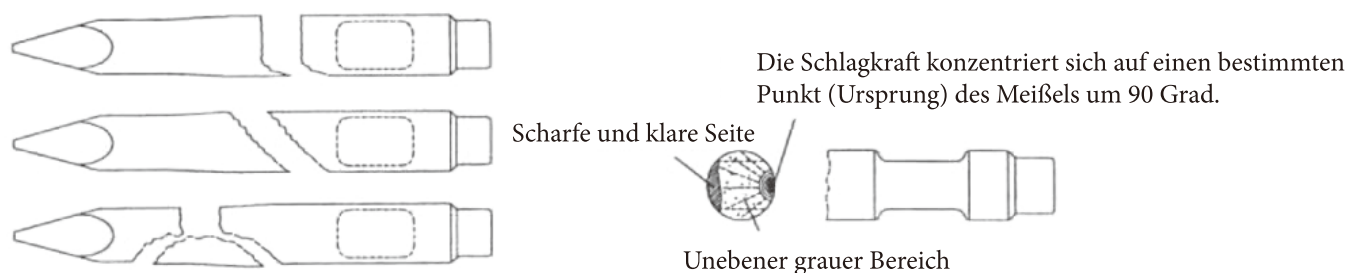 Die Schlagkraft konzentriert sich auf einen bestimmten
Punkt (Ursprung) des Meißels um 90 Grad.
Scharfe und klare Seite
Unebener grauer Bereich